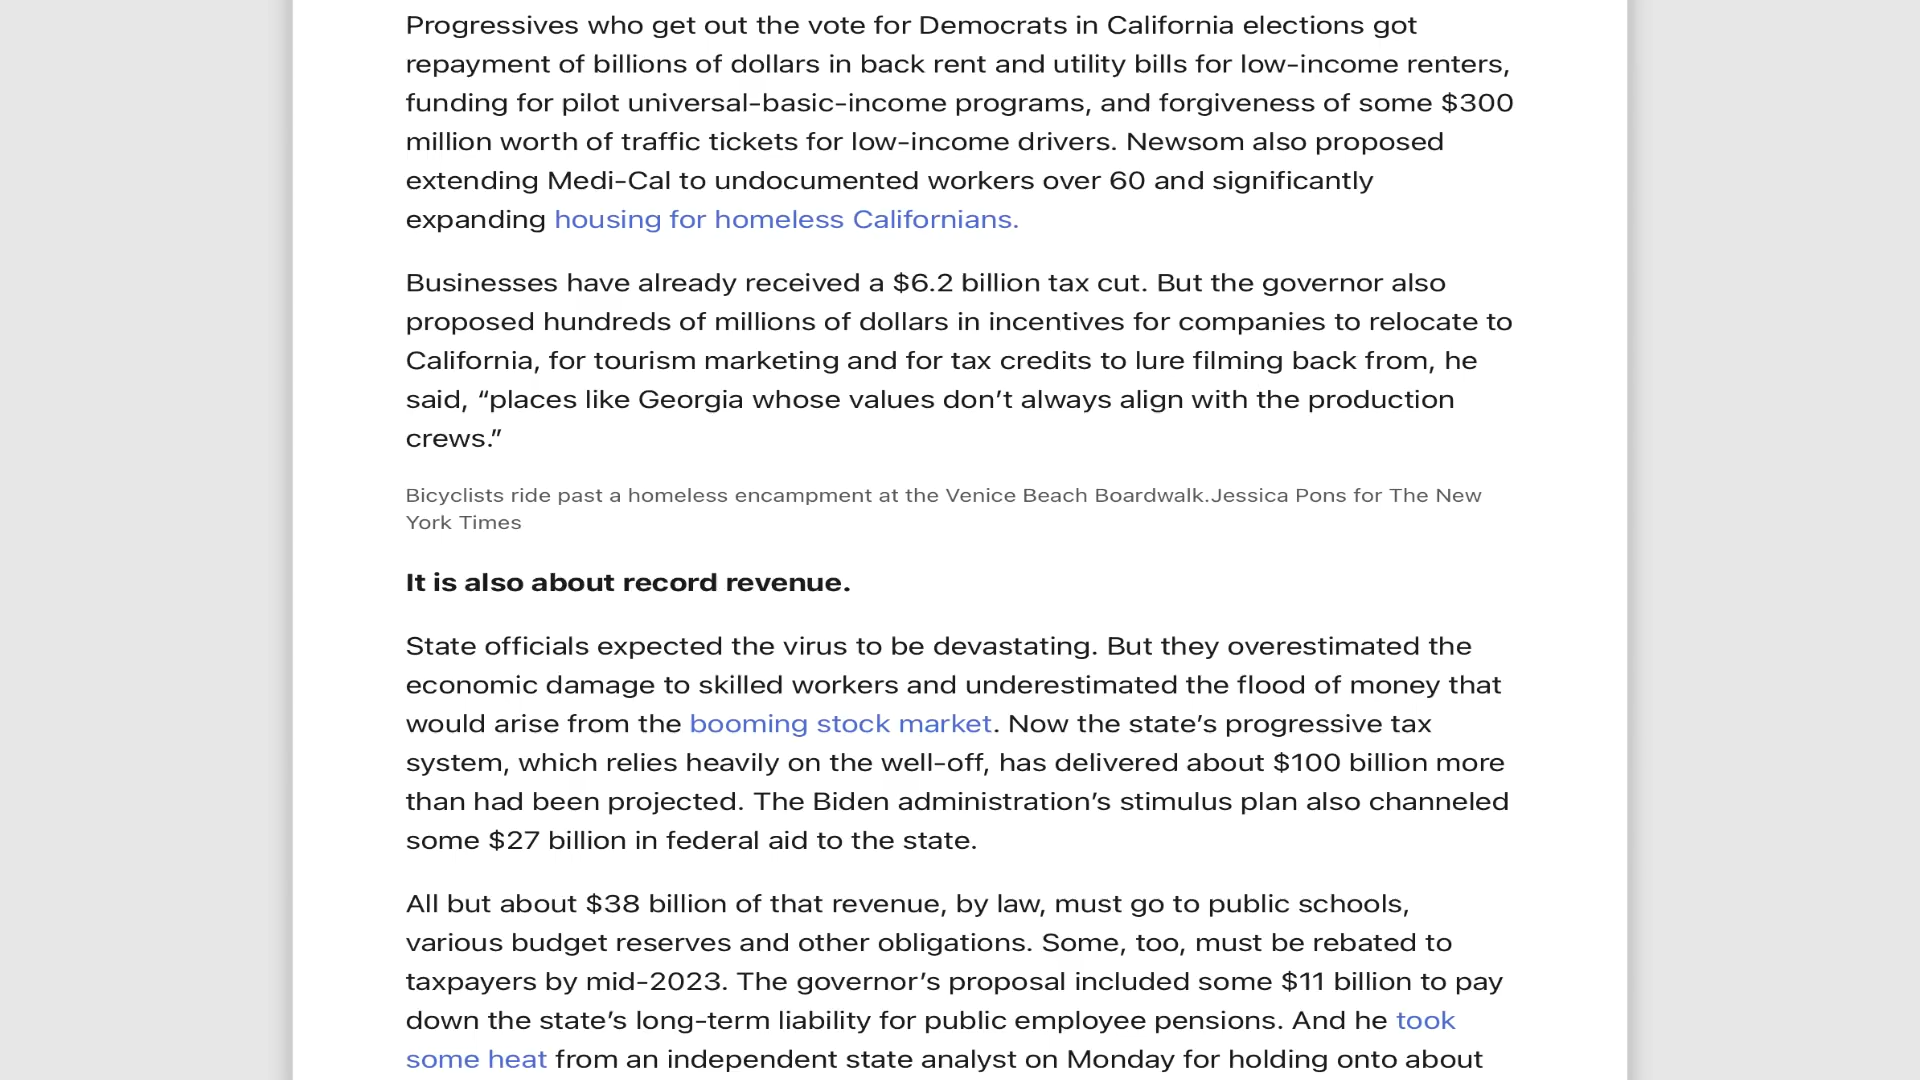 Progressives who get out the vote for Democrats in California elections got
repayment of billions of dollars in back rent and utility bills for low-income renters,
funding for pilot universal-basic-income programs, and forgiveness of some $300
million worth of traffic tickets for low-income drivers. Newsom also proposed
extending Medi-Cal to undocumented workers over 60 and significantly
expanding housing for homeless Californians.
Businesses have already received a $6.2 billion tax cut. But the governor also
proposed hundreds of millions of dollars in incentives for companies to relocate to
California, for tourism marketing and for tax credits to lure filming back from, he
said, “places like Georgia whose values don’t always align with the production
crews.”
Bicyclists ride past a homeless encampment at the Venice Beach Boardwalk.Jessica Pons for The New
York Times
It is also about record revenue.
State officials expected the virus to be devastating. But they overestimated the
economic damage to skilled workers and underestimated the flood of money that
would arise from the booming stock market. Now the state’s progressive tax
system, which relies heavily on the well-off, has delivered about $100 billion more
than had been projected. The Biden administration’s stimulus plan also channeled
some $27 billion in federal aid to the state.
All but about $38 billion of that revenue, by law, must go to public schools,
various budget reserves and other obligations. Some, too, must be rebated to
taxpayers by mid-2023. The governor’s proposal included some $11 billion to pay
down the state’s long-term liability for public employee pensions. And he took
some heat from an independent state analyst on Monday for holding onto about